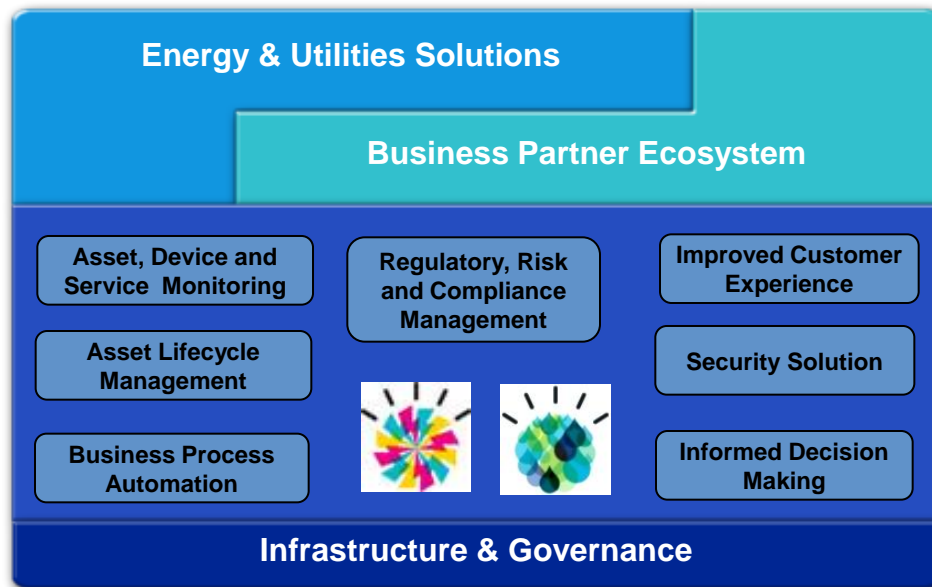 Energy & Utilities Solutions
Business Partner Ecosystem
Asset, Device and
Service Monitoring
Asset Lifecycle
Management
Business Process
Automation
Regulatory, Risk
and Compliance
Management
Improved Customer
Experience
Security Solution
Informed Decision
Making
Infrastructure & Governance